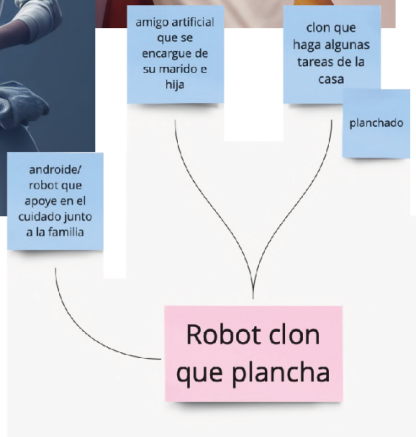 amigo artificial
que se
encargue de
su marido e
hija
clon que
haga algunas
tareas de la
casa
planchado
androide/
robot que
apoye en el
cuidado junto
a la familia
Robot clon
que plancha